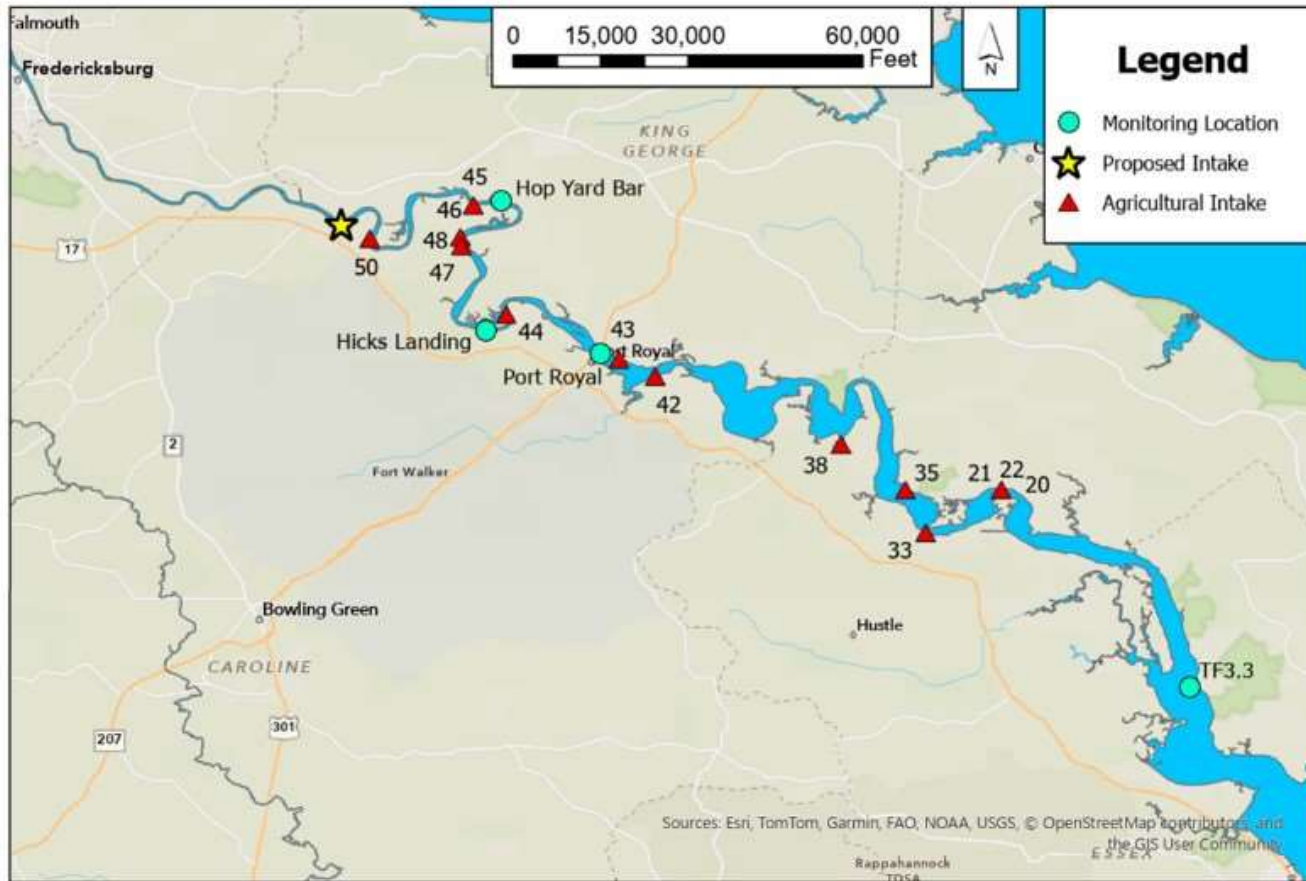 Falmouth
Fredericksburg
0 15,000 30,000 60,000
Feet
N
Legend
Monitoring Location
Proposed Intake
Agricultural Intake
KING
GEORGE
45
Hop Yard Bar
46
48
47
50
17
44
Hicks Landing
43
Port Royal
42
2
Fort Walker
38
35
21
22
20
33
Bowling Green
CAROLINE
Hustle
TF3.3
207
301
Sources: Esri, TomTom, Garmin, FAO, NOAA, USGS, © OpenStreetMap contributors, and
the GIS User Community
ESSEX
Rappahannock
TDSA